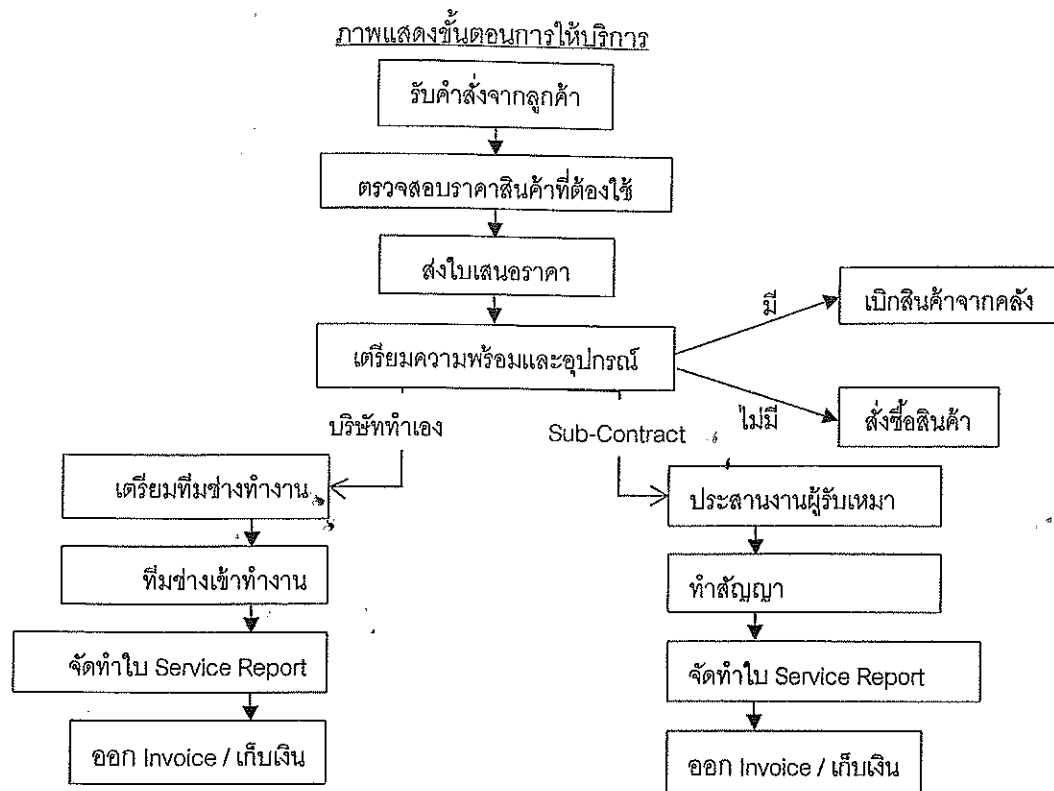 ภาพแสดงขั้นตอนการให้บริการ
รับคำสั่งจากลูกค้า
ตรวจสอบราคาสินค้าที่ต้องใช้
ส่งใบเสนอราคา
มี
เบิกสินค้าจากคลัง
เตรียมความพร้อมและอุปกรณ์
ไม่มี
สั่งซื้อสินค้า
บริษัททำเอง
Sub-Contract
เตรียมทีมช่างทำงาน
ทีมช่างเข้าทำงาน
จัดทำใบ Service Report
ออก Invoice / เก็บเงิน
ประสานงานผู้รับเหมา
ทำสัญญา
จัดทำใบ Service Report
ออก Invoice / เก็บเงิน